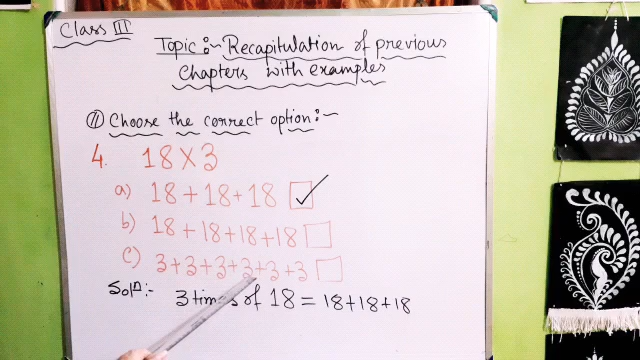 Class III
Topic:~ Recapitulation of previous
Chapters with examples
II) Choose the correct option:~
4. 18×3
a) 18+18+18 ✓
b) 18+18+18+18
c) 3+3+3+3+3+3
Solⁿ:- 3 times of 18 = 18+18+18